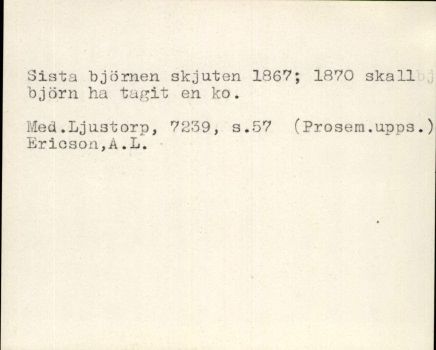 Sista björnen skjuten 1867; 1870 skall
björn ha tagit en ko.
Med.Ljustorp, 7239, s.57 (Prosem.upps.)
Ericson,A.L.